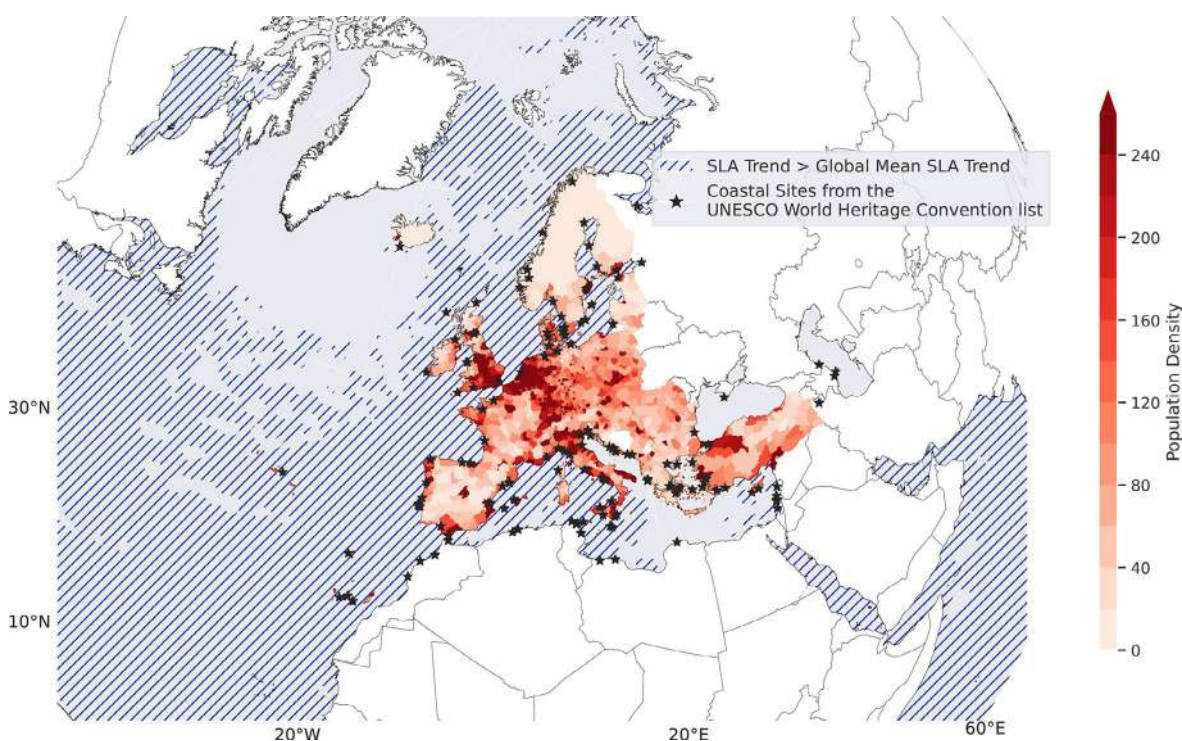 SLA Trend > Global Mean SLA Trend
Coastal Sites from the
UNESCO World Heritage Convention list
240
200
160
120
80
40
0
Population Density
30°N
10°N
20°W
20°E
60°E